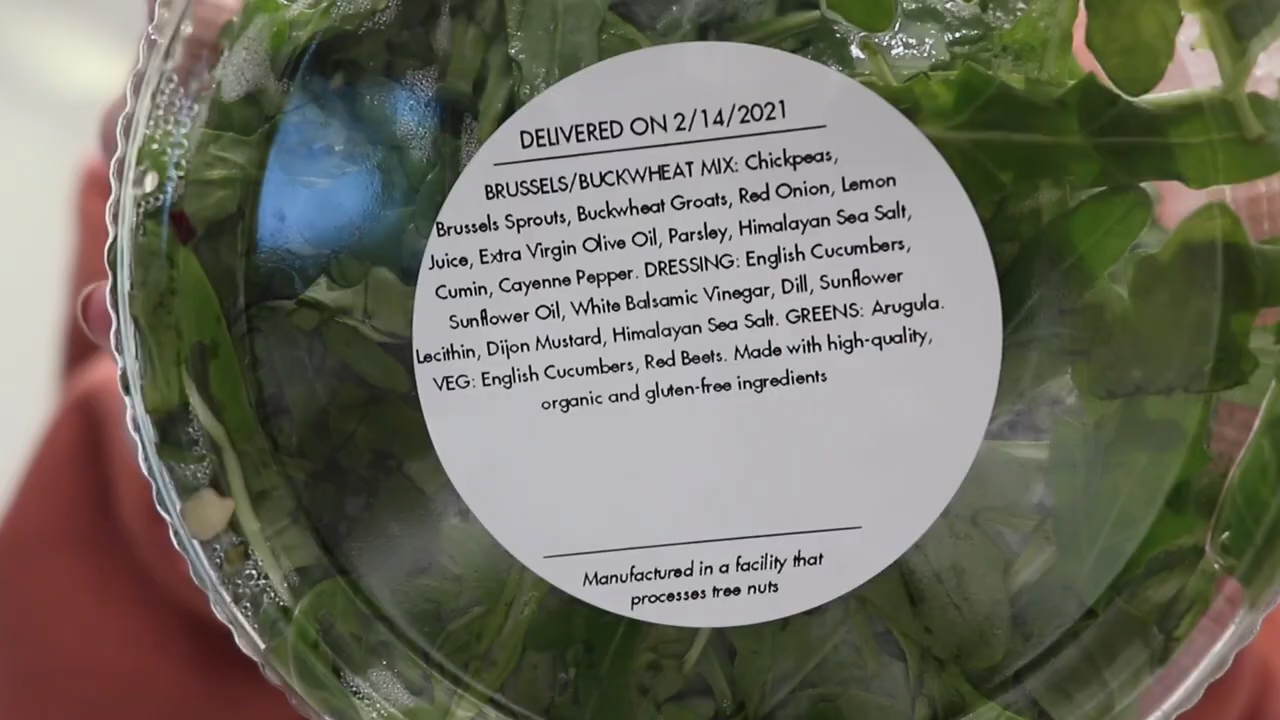 DELIVERED ON 2/14/2021
BRUSSELS/BUCKWHEAT MIX: Chickpeas,
Brussels Sprouts, Buckwheat Groats, Red Onion, Lemon
Juice, Extra Virgin Olive Oil, Parsley, Himalayan Sea Salt,
Cumin, Cayenne Pepper. DRESSING: English Cucumbers,
Sunflower Oil, White Balsamic Vinegar, Dill, Sunflower
Lecithin, Dijon Mustard, Himalayan Sea Salt. GREENS: Arugula.
VEG: English Cucumbers, Red Beets. Made with high-quality,
organic and gluten-free ingredients
Manufactured in a facility that
processes tree nuts